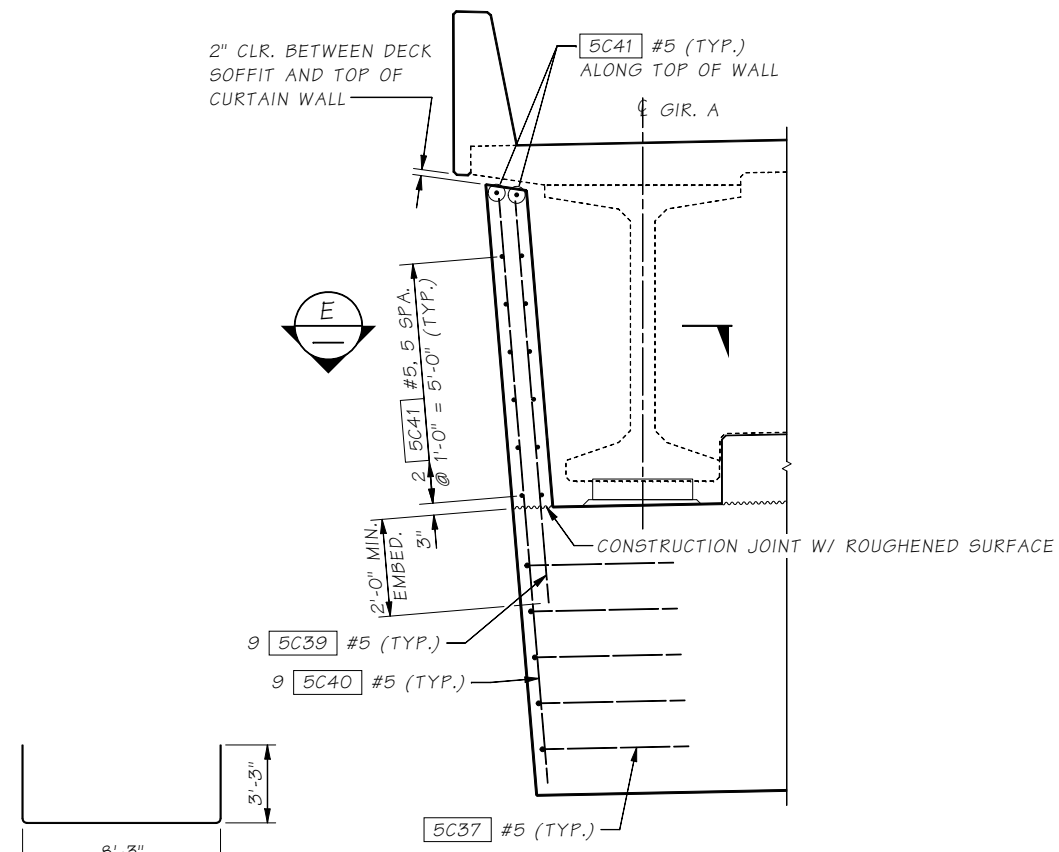 2" CLR. BETWEEN DECK
SOFFIT AND TOP OF
CURTAIN WALL
5C41 #5 (TYP.)
ALONG TOP OF WALL
℄ GIR. A
E
2 5C41 #5, 5 SPA.
@ 1'-0" = 5'-0" (TYP.)
3"
2'-0" MIN.
EMBED.
CONSTRUCTION JOINT W/ ROUGHENED SURFACE
9 5C39 #5 (TYP.)
9 5C40 #5 (TYP.)
3'-3"
5C37 #5 (TYP.)
8'-3"